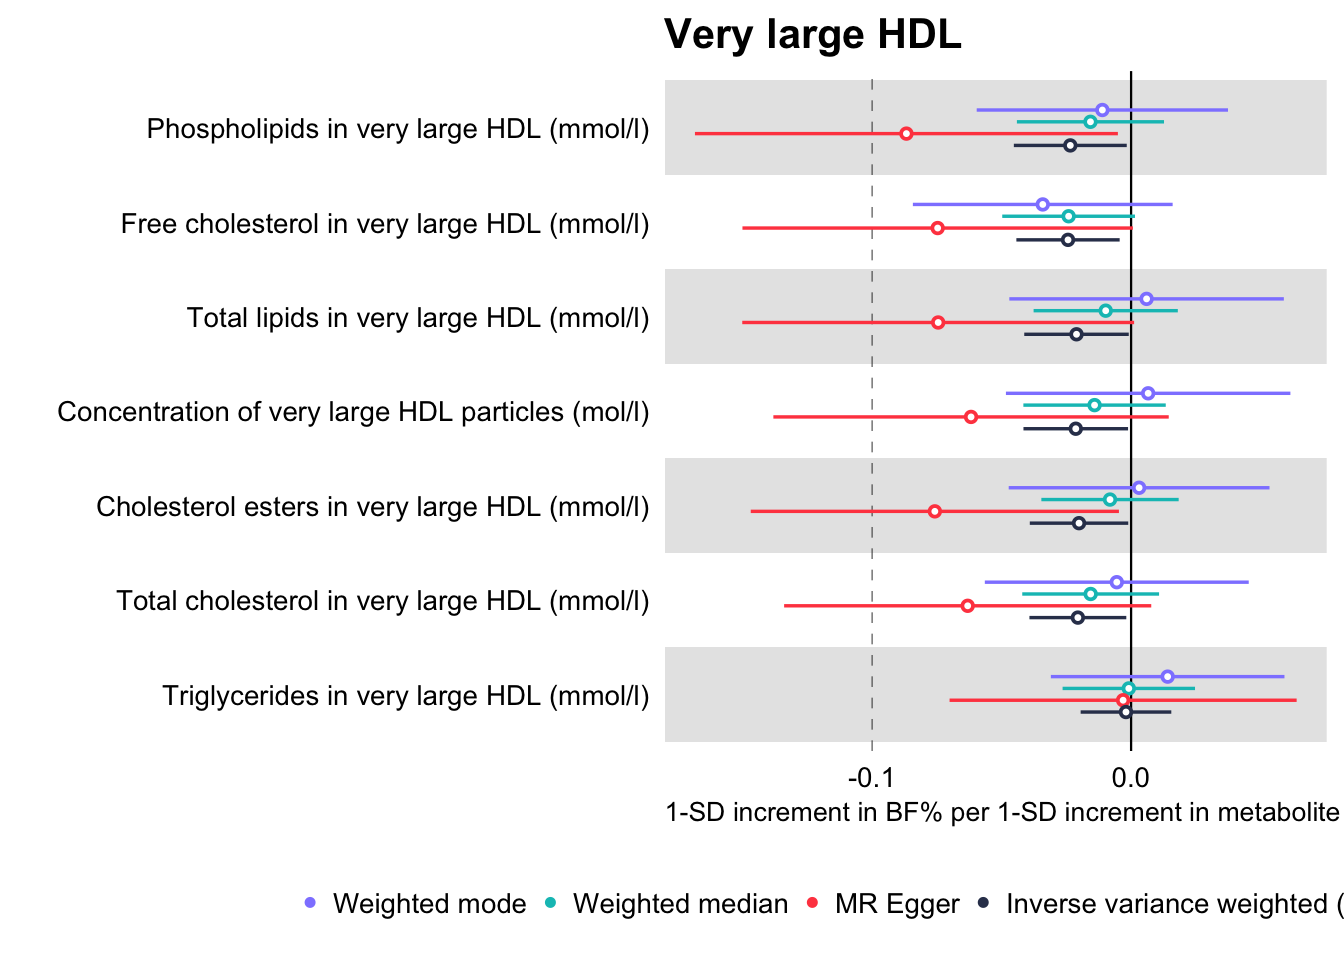 Very large HDL
Phospholipids in very large HDL (mmol/l)
Free cholesterol in very large HDL (mmol/l)
Total lipids in very large HDL (mmol/l)
Concentration of very large HDL particles (mol/l)
Cholesterol esters in very large HDL (mmol/l)
Total cholesterol in very large HDL (mmol/l)
Triglycerides in very large HDL (mmol/l)
-0.1 0.0
1-SD increment in BF% per 1-SD increment in metabolite
Weighted mode Weighted median MR Egger Inverse variance weighted (